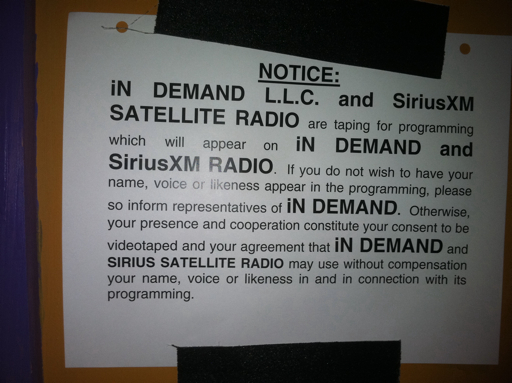 NOTICE:
iN DEMAND L.L.C. and SiriusXM
SATELLITE RADIO are taping for programming
which will appear on iN DEMAND and
SiriusXM RADIO. If you do not wish to have your
name, voice or likeness appear in the programming, please
so inform representatives of iN DEMAND. Otherwise,
your presence and cooperation constitute your consent to be
videotaped and your agreement that iN DEMAND and
SIRIUS SATELLITE RADIO may use without compensation
your name, voice or likeness in and in connection with its
programming.